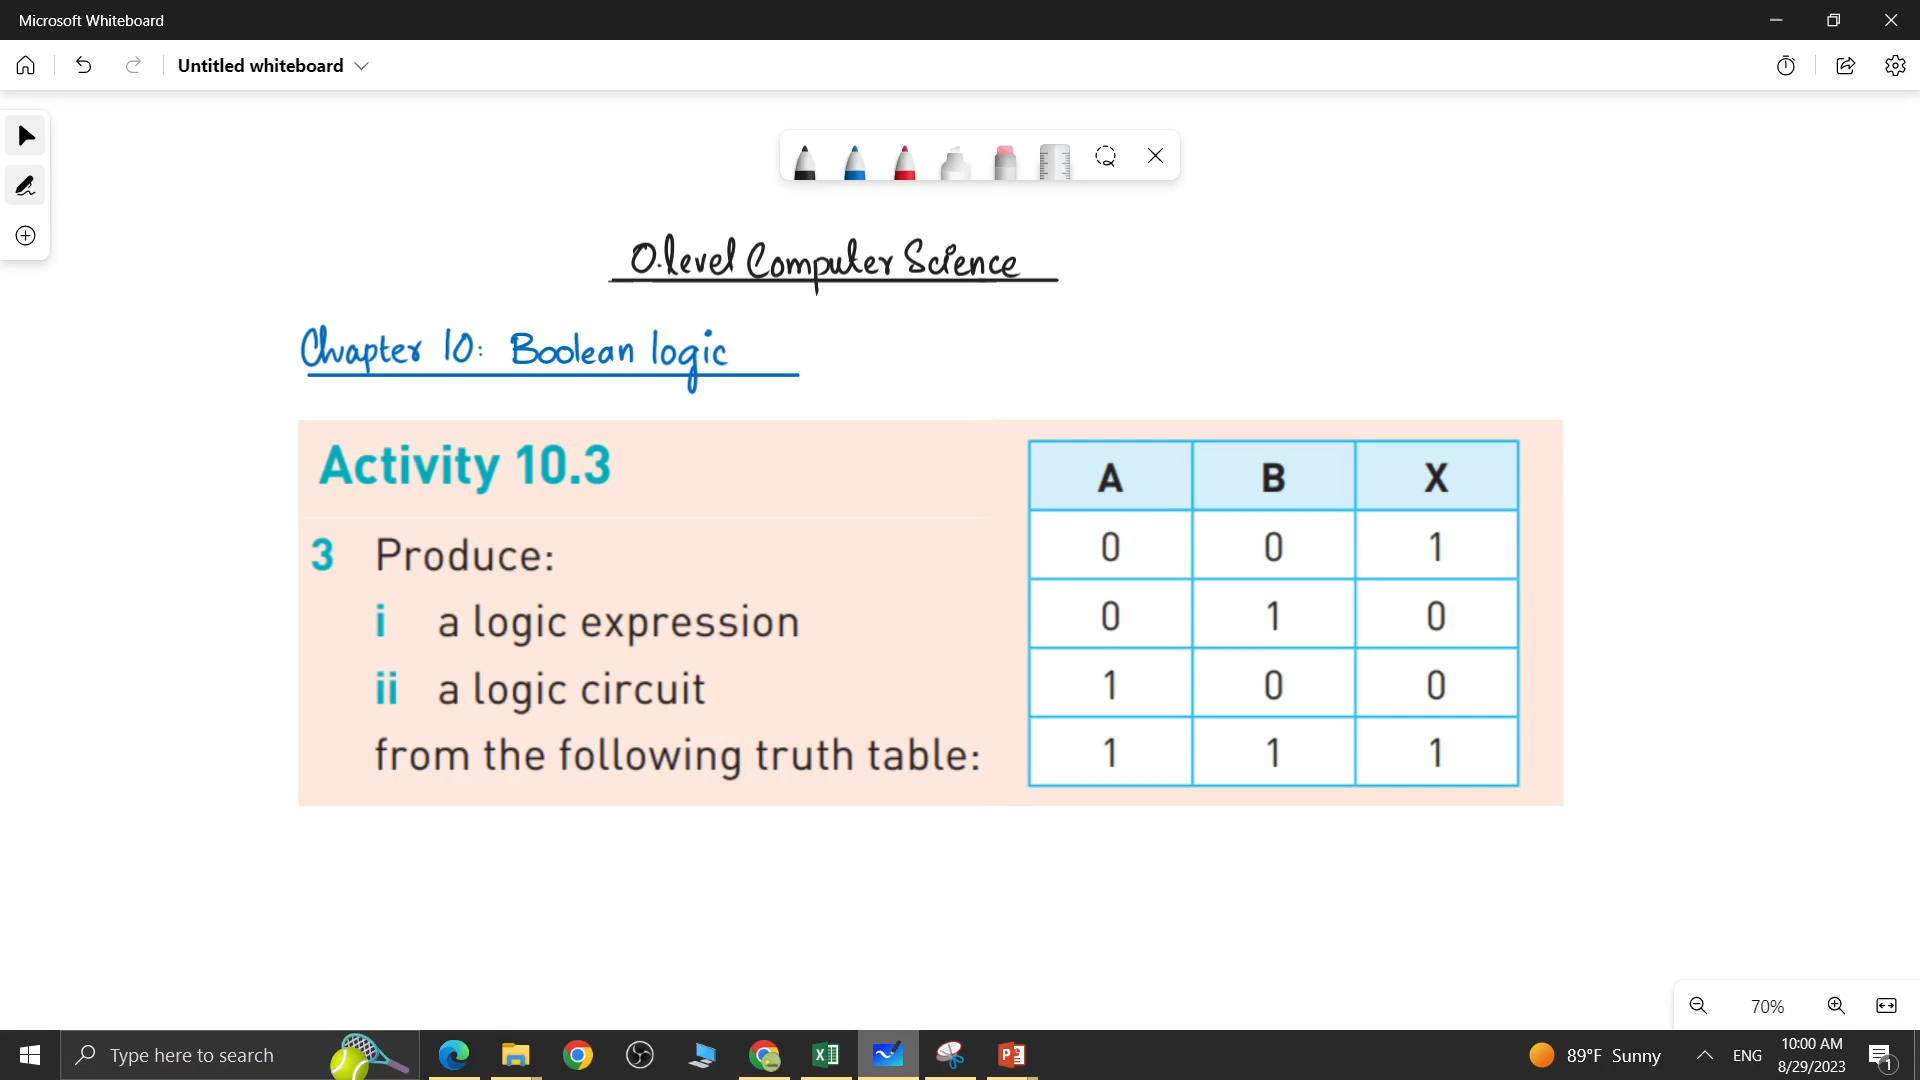 Microsoft Whiteboard
Untitled whiteboard
O.level Computer Science
Chapter 10: Boolean logic
Activity 10.3
3 Produce:
i a logic expression
ii a logic circuit
from the following truth table:
A B X
0 0 1
0 1 0
1 0 0
1 1 1
70%
Type here to search
89°F Sunny
ENG
10:00 AM
8/29/2023
1